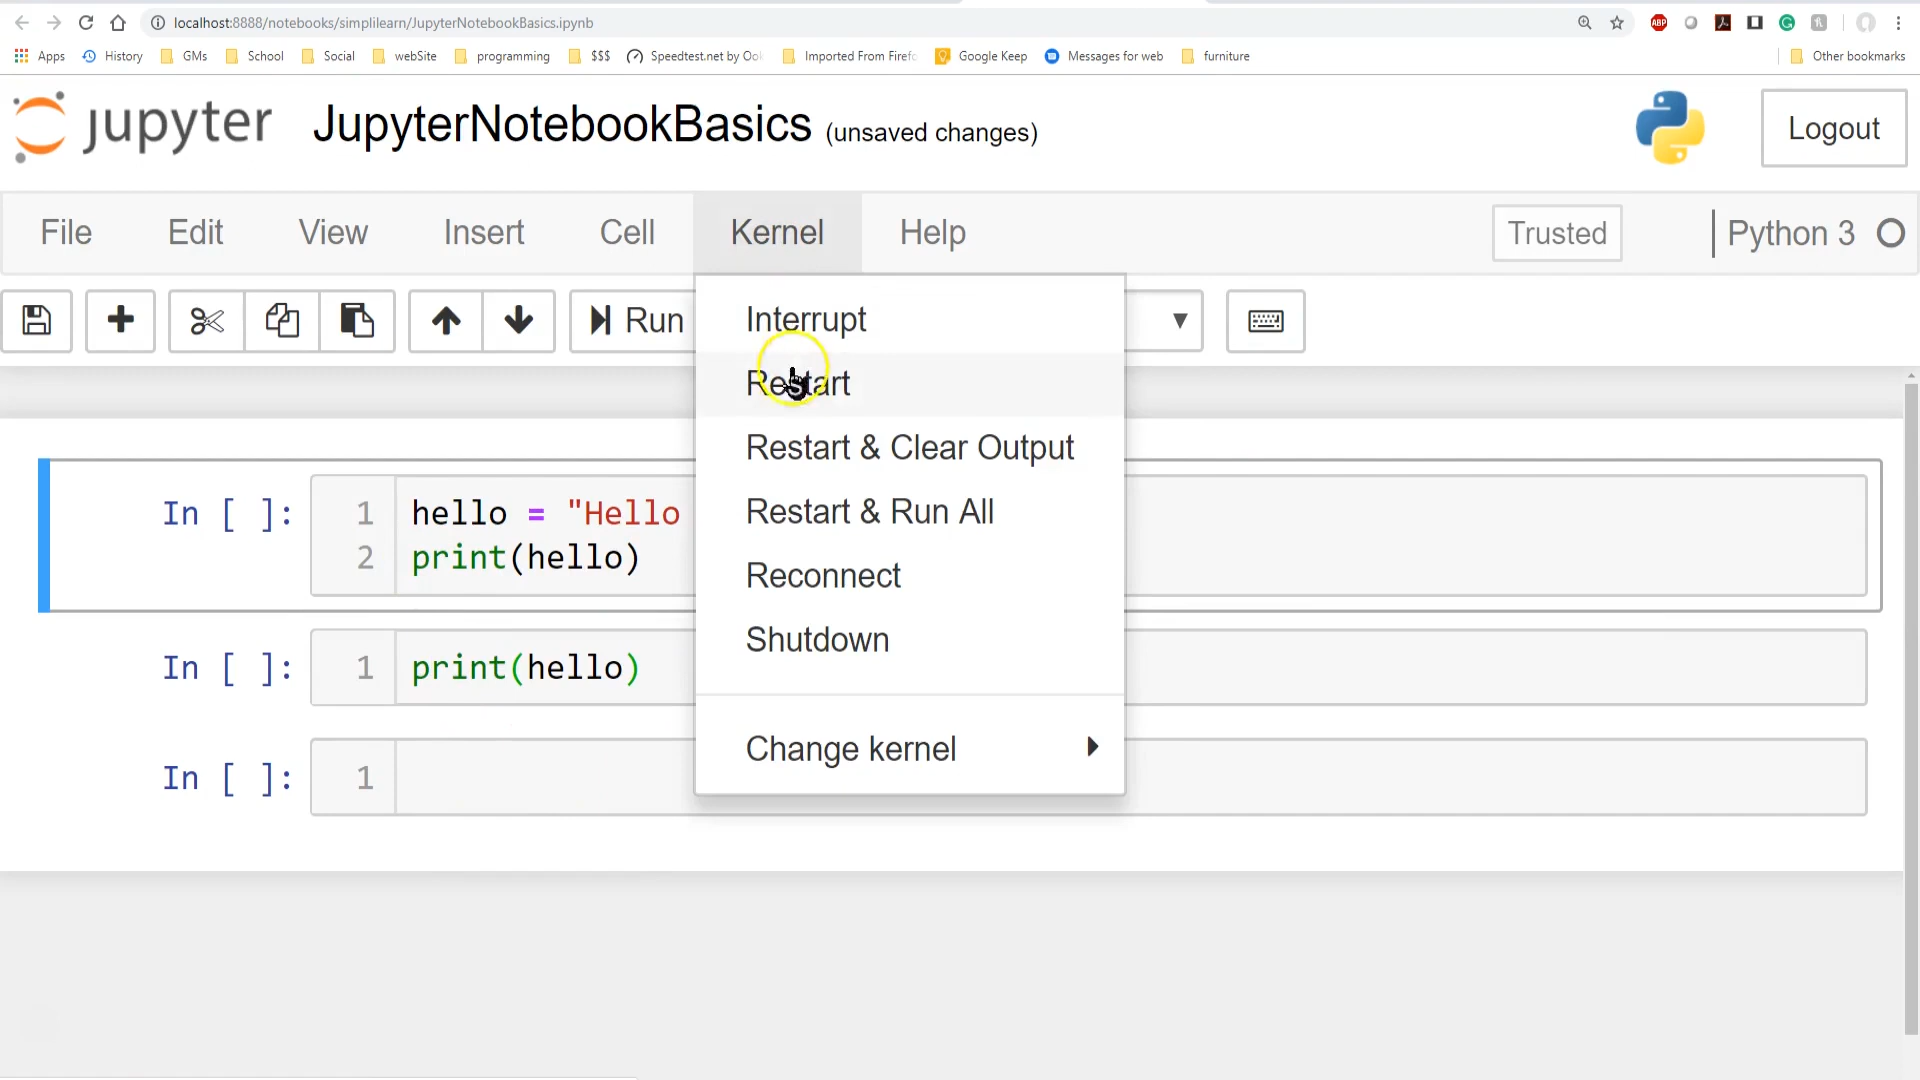 localhost:8888/notebooks/simplilearn/JupyterNotebookBasics.ipynb
ABP
Apps History GMs School Social webSite programming $$$ Speedtest.net by Ook Imported From Firefo Google Keep Messages for web furniture Other bookmarks
jupyter JupyterNotebookBasics (unsaved changes) Logout
File Edit View Insert Cell Kernel Help Trusted Python 3
Run
Interrupt
Restart
Restart & Clear Output
Restart & Run All
Reconnect
Shutdown
Change kernel
In [ ]: 1 hello = "Hello
2 print(hello)
In [ ]: 1 print(hello)
In [ ]: 1